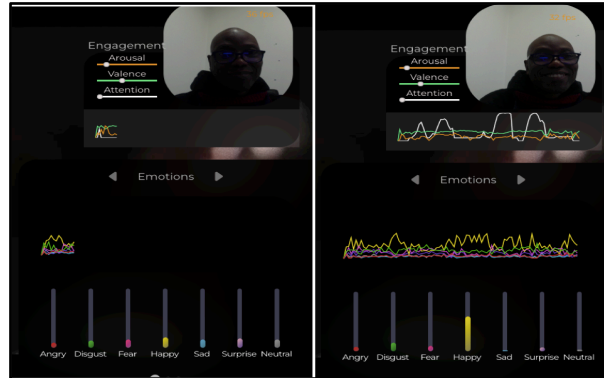 Engagement
Arousal
Valence
Attention
Emotions
Angry Disgust Fear Happy Sad Surprise Neutral
Engagement
Arousal
Valence
Attention
Emotions
Angry Disgust Fear Happy Sad Surprise Neutral